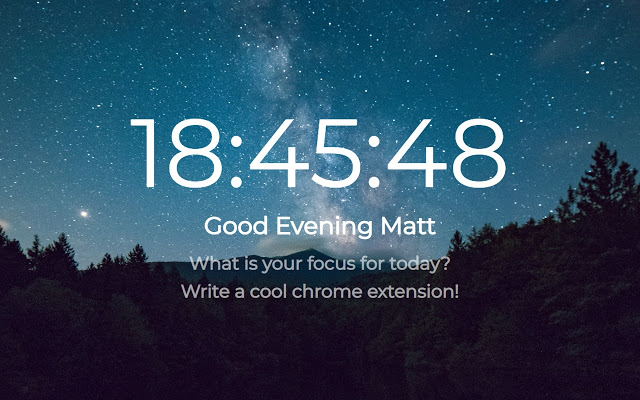 18:45:48
Good Evening Matt
What is your focus for today?
Write a cool chrome extension!